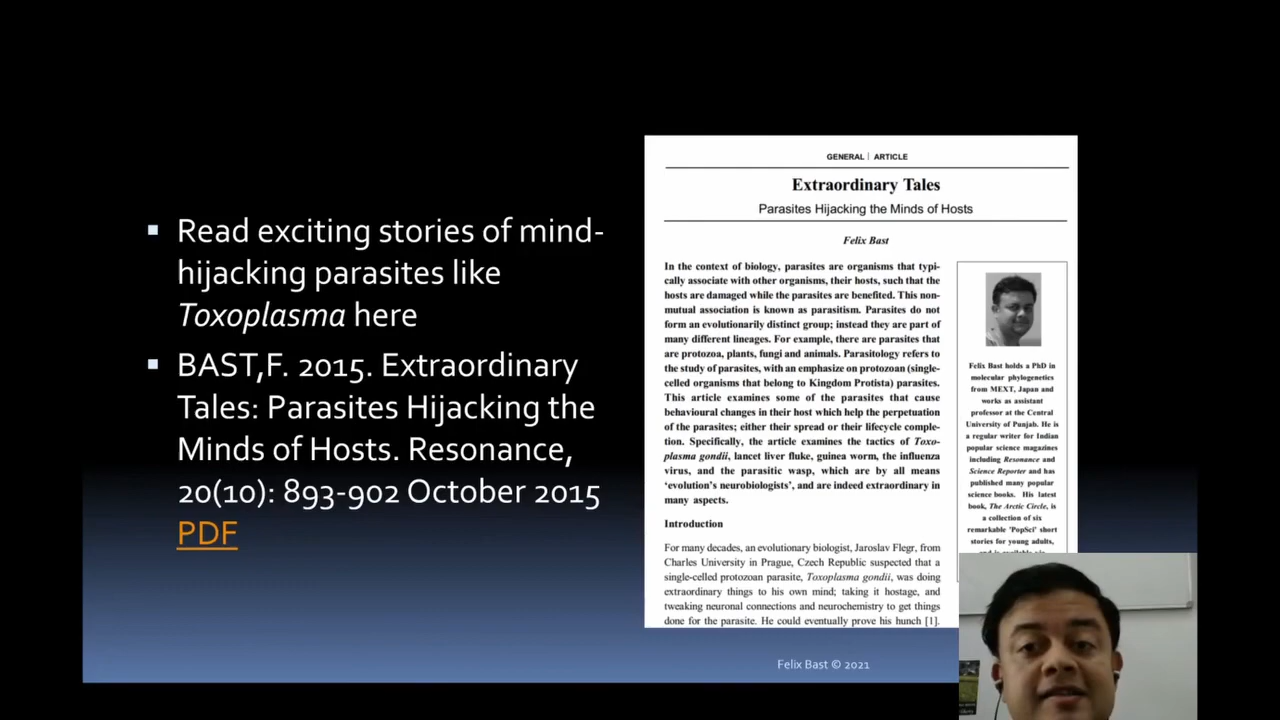 Read exciting stories of mind-
hijacking parasites like
Toxoplasma here
BAST,F. 2015. Extraordinary
Tales: Parasites Hijacking the
Minds of Hosts. Resonance,
20(10): 893-902 October 2015
PDF
GENERAL | ARTICLE
Extraordinary Tales
Parasites Hijacking the Minds of Hosts
Felix Bast
In the context of biology, parasites are organisms that typi-
cally associate with other organisms, their hosts, such that the
hosts are damaged while the parasites are benefited. This non-
mutual association is known as parasitism. Parasites do not
form an evolutionarily distinct group; instead they are part of
many different lineages. For example, there are parasites that
are protozoa, plants, fungi and animals. Parasitology refers to
the study of parasites, with an emphasize on protozoan (single-
celled organisms that belong to Kingdom Protista) parasites.
This article examines some of the parasites that cause
behavioural changes in their host which help the perpetuation
of the parasites; either their spread or their lifecycle comple-
tion. Specifically, the article examines the tactics of Toxo-
plasma gondii, lancet liver fluke, guinea worm, the influenza
virus, and the parasitic wasp, which are by all means
‘evolution’s neurobiologists’, and are indeed extraordinary in
many aspects.
Introduction
For many decades, an evolutionary biologist, Jaroslav Flegr, from
Charles University in Prague, Czech Republic suspected that a
single-celled protozoan parasite, Toxoplasma gondii, was doing
extraordinary things to his own mind; taking it hostage, and
tweaking neuronal connections and neurochemistry to get things
done for the parasite. He could eventually prove his hunch [1].
Felix Bast holds a PhD in
molecular phylogenetics
from MEXT, Japan and
works as assistant
professor at the Central
University of Punjab. He is
a regular writer for Indian
popular science magazines
including Resonance and
Science Reporter and has
published many popular
science books. His latest
book, The Arctic Circle, is
a collection of six
remarkable 'PopSci' short
stories for young adults,
Felix Bast © 2021